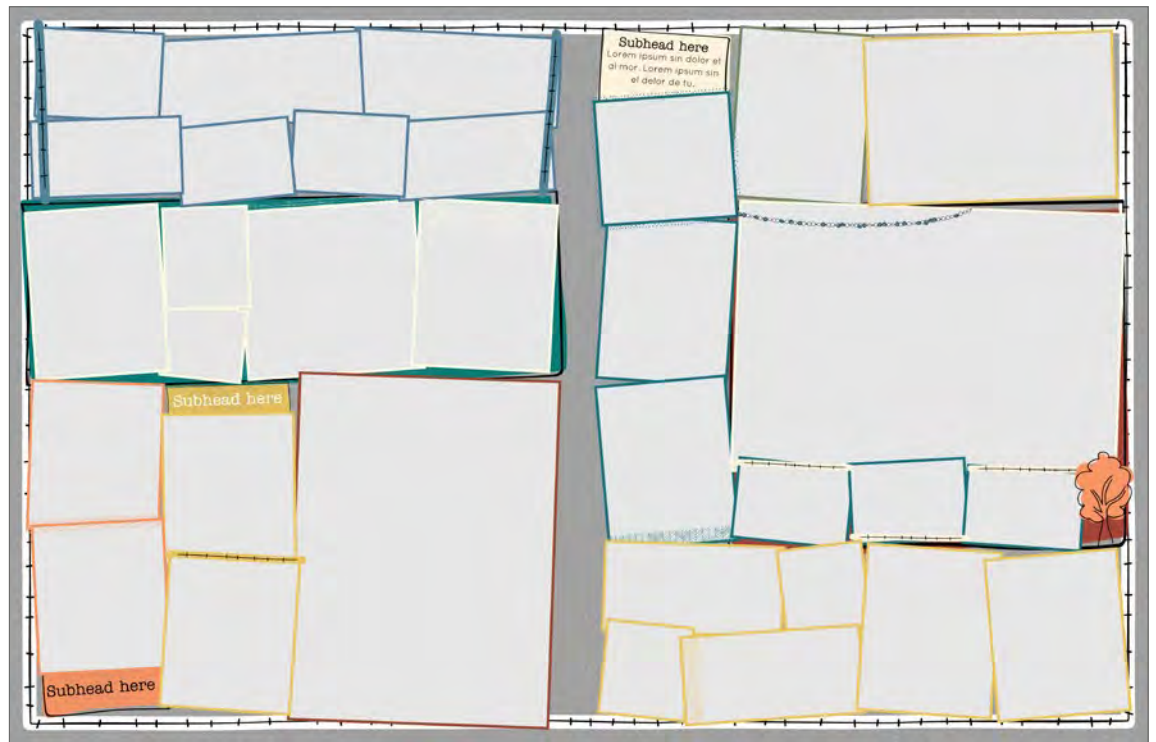 Subhead here
Lorem ipsum sin dolor et
al mor. Lorem ipsum sin
el delor de tu.
Subhead here
Subhead here